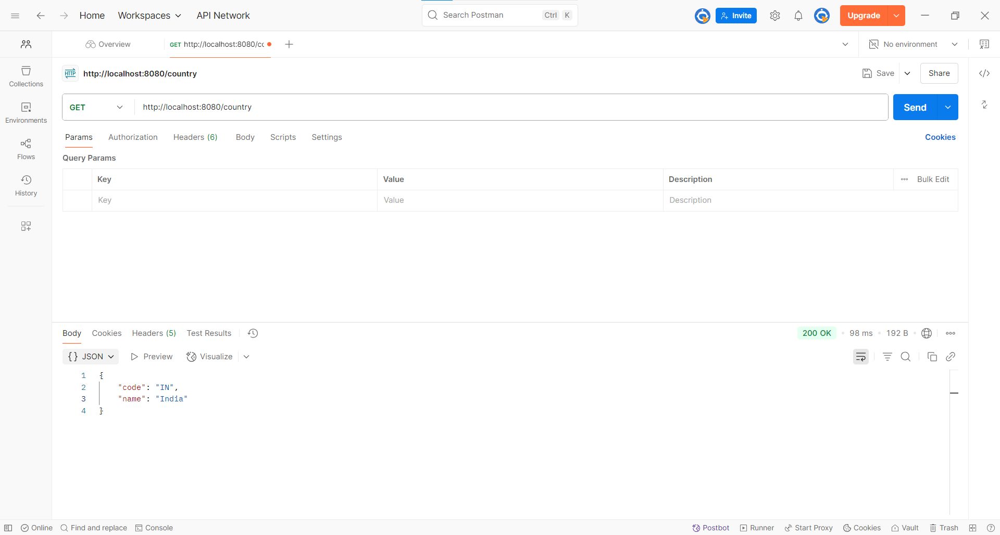 Home Workspaces API Network Search Postman Ctrl K Invite Upgrade
Overview GET http://localhost:8080/cc No environment
HTTP http://localhost:8080/country Save Share
Collections
GET http://localhost:8080/country Send
Environments
Params Authorization Headers (6) Body Scripts Settings Cookies
Flows
Query Params
Key Value Description Bulk Edit
History
Key Value Description
Body Cookies Headers (5) Test Results 200 OK 98 ms 192 B
{} JSON Preview Visualize
1 {
2 "code": "IN",
3 "name": "India"
4 }
Online Find and replace Console Postbot Runner Start Proxy Cookies Vault Trash